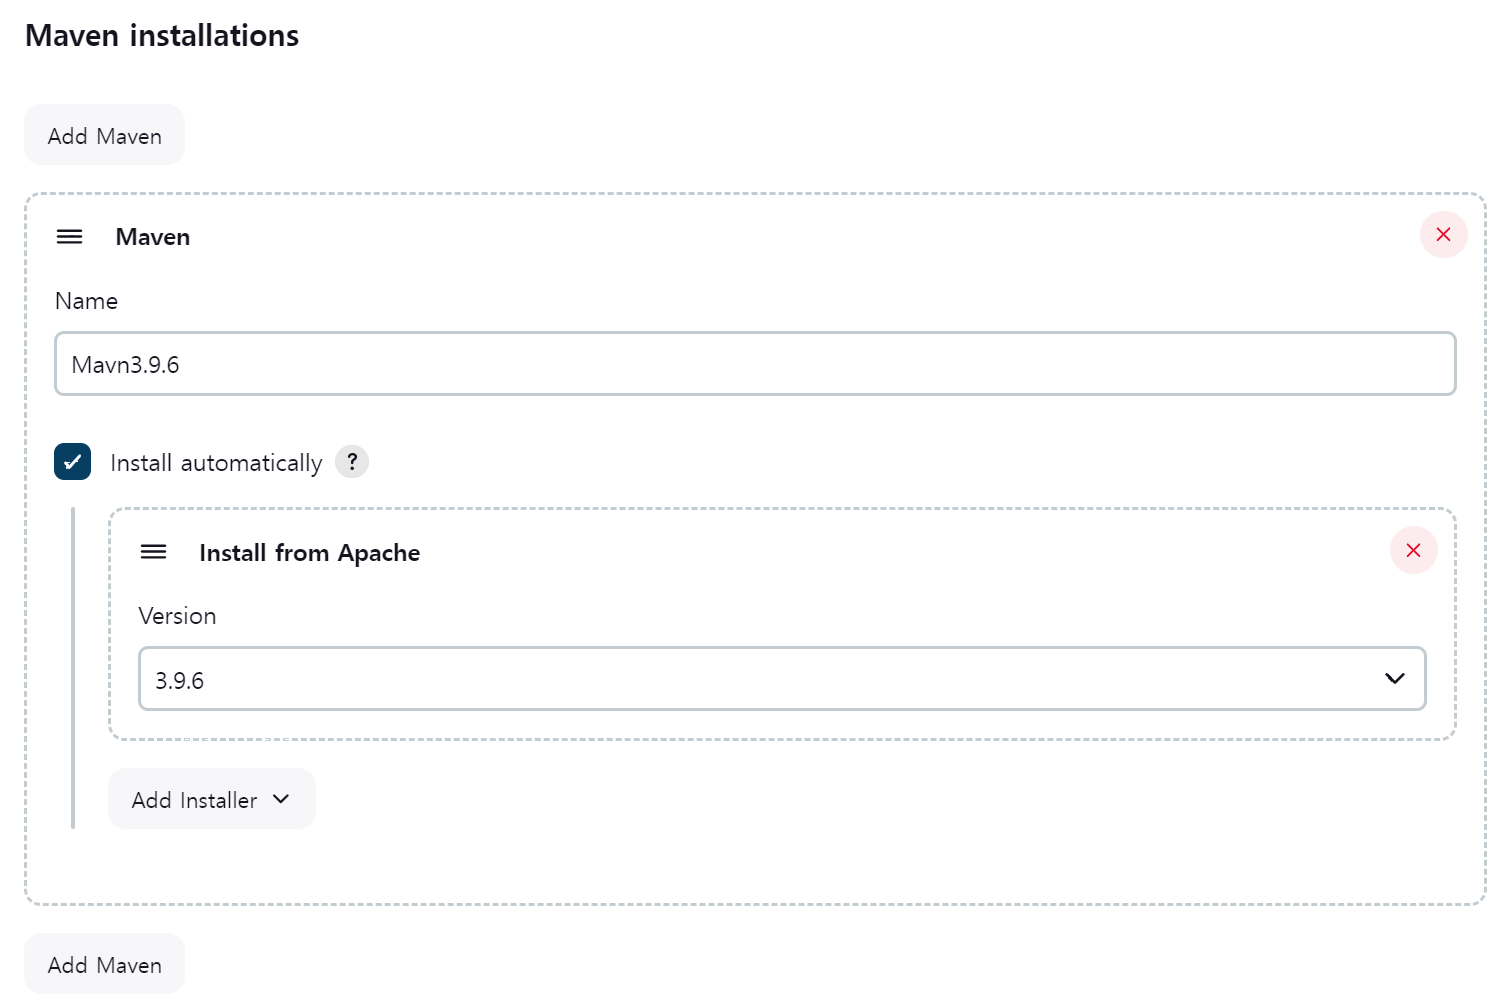 Maven installations
Add Maven
Maven
Name
Mavn3.9.6
Install automatically ?
Install from Apache
Version
3.9.6
Add Installer
Add Maven